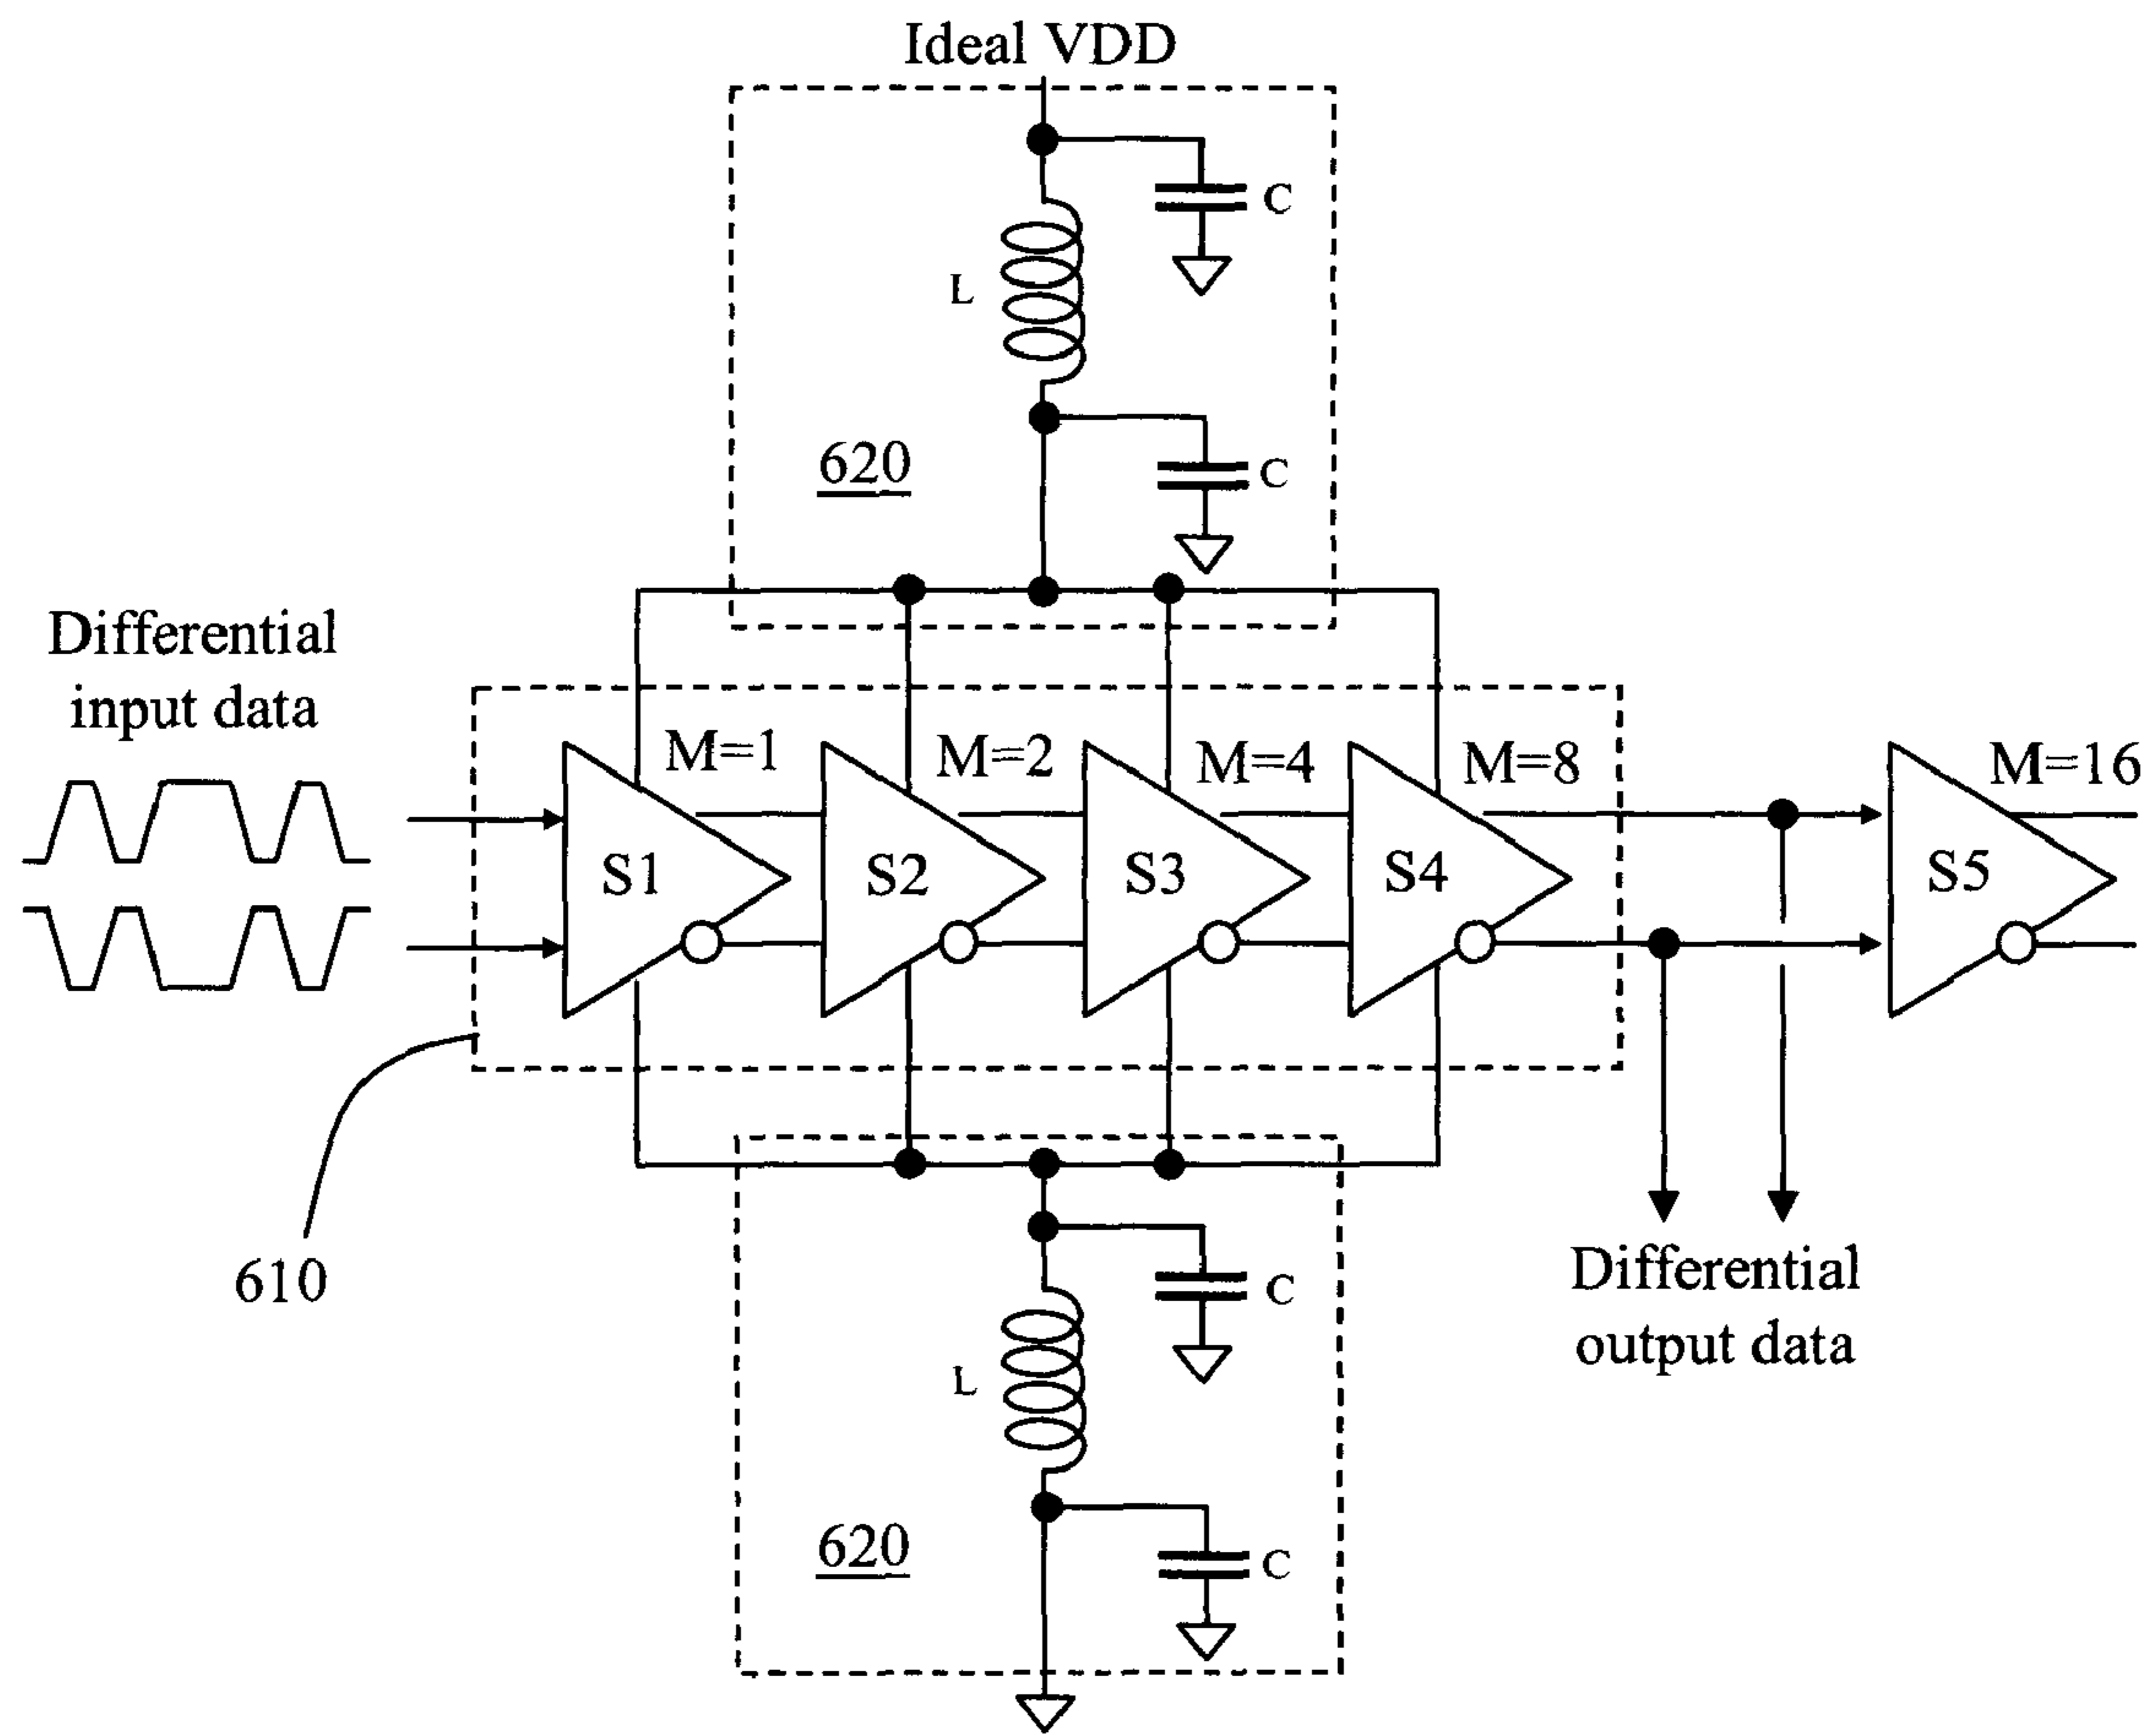 Ideal VDD
C
L
C
620
Differential
input data
M=1
M=2
M=4
M=8
M=16
S1
S2
S3
S4
S5
610
C
L
C
620
Differential
output data